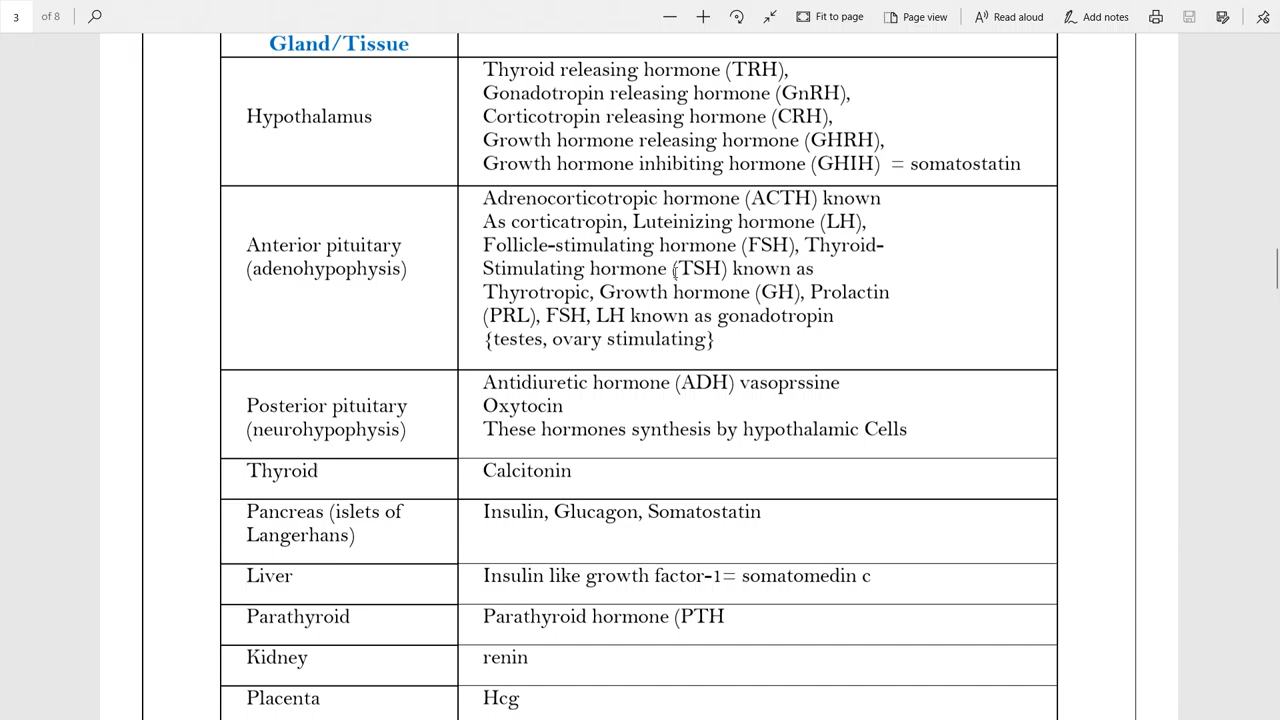 3 of 8 Fit to page Page view Read aloud Add notes
Gland/Tissue
Hypothalamus
Thyroid releasing hormone (TRH),
Gonadotropin releasing hormone (GnRH),
Corticotropin releasing hormone (CRH),
Growth hormone releasing hormone (GHRH),
Growth hormone inhibiting hormone (GHIH) = somatostatin
Anterior pituitary
(adenohypophysis)
Adrenocorticotropic hormone (ACTH) known
As corticatropin, Luteinizing hormone (LH),
Follicle-stimulating hormone (FSH), Thyroid-
Stimulating hormone (TSH) known as
Thyrotropic, Growth hormone (GH), Prolactin
(PRL), FSH, LH known as gonadotropin
{testes, ovary stimulating}
Posterior pituitary
(neurohypophysis)
Antidiuretic hormone (ADH) vasoprssine
Oxytocin
These hormones synthesis by hypothalamic Cells
Thyroid
Calcitonin
Pancreas (islets of
Langerhans)
Insulin, Glucagon, Somatostatin
Liver
Insulin like growth factor-1= somatomedin c
Parathyroid
Parathyroid hormone (PTH
Kidney
renin
Placenta
Hcg